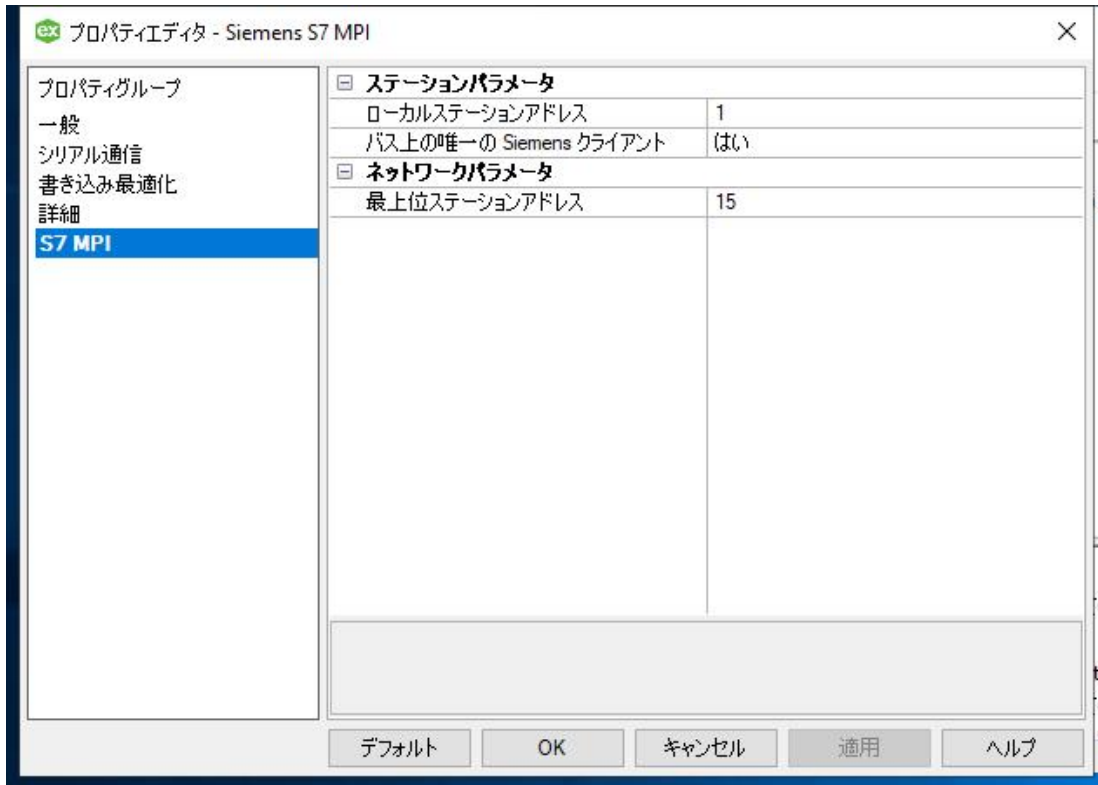 プロパティエディタ - Siemens S7 MPI
プロパティグループ
一般
シリアル通信
書き込み最適化
詳細
S7 MPI
ステーションパラメータ
ローカルステーションアドレス 1
バス上の唯一の Siemens クライアント はい
ネットワークパラメータ
最上位ステーションアドレス 15
デフォルト OK キャンセル 適用 ヘルプ